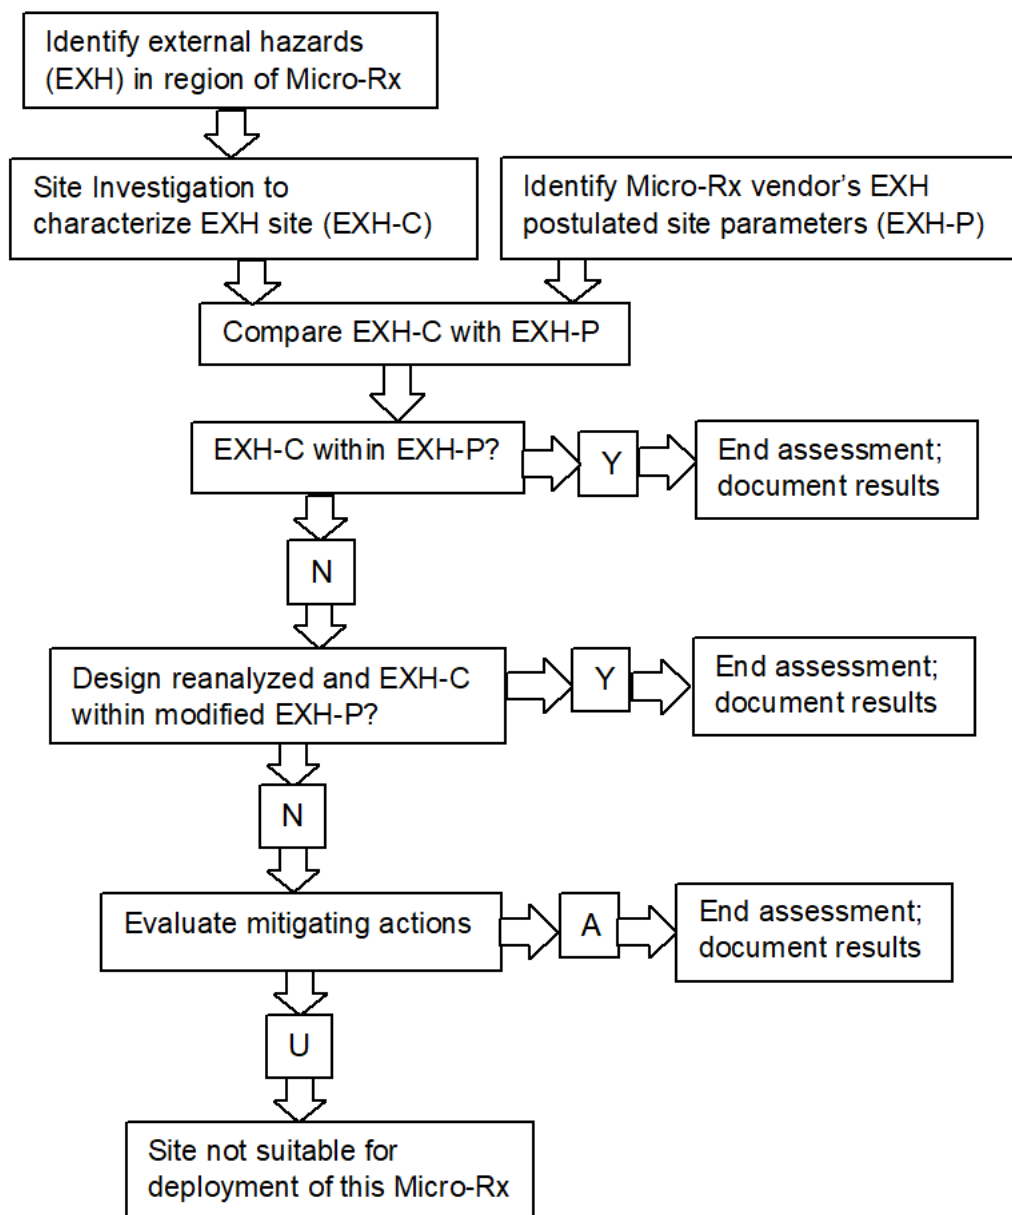 Identify external hazards
(EXH) in region of Micro-Rx
Site Investigation to
characterize EXH site (EXH-C)
Identify Micro-Rx vendor's EXH
postulated site parameters (EXH-P)
Compare EXH-C with EXH-P
EXH-C within EXH-P?
Y
End assessment;
document results
N
Design reanalyzed and EXH-C
within modified EXH-P?
Y
End assessment;
document results
N
Evaluate mitigating actions
A
End assessment;
document results
U
Site not suitable for
deployment of this Micro-Rx